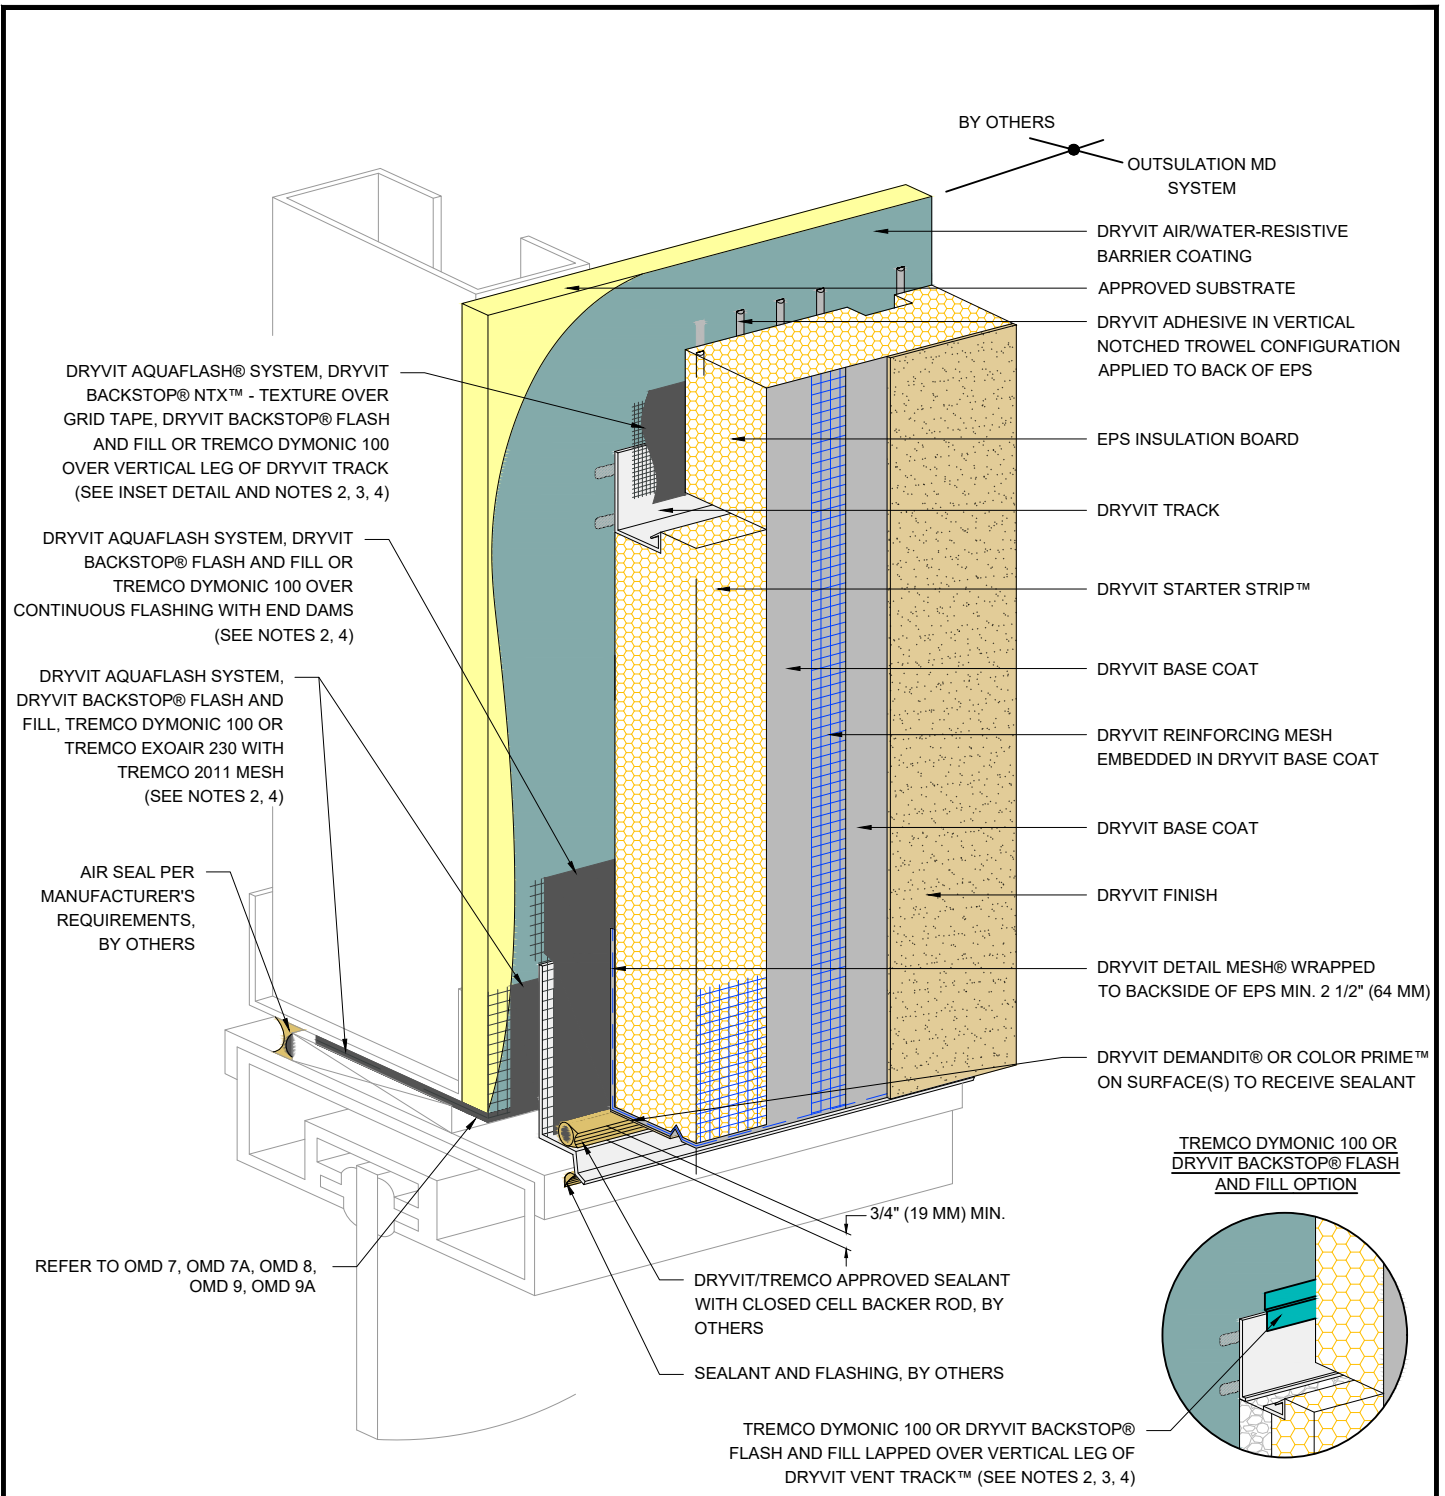 BY OTHERS
OUTSULATION MD
SYSTEM
DRYVIT AIR/WATER-RESISTIVE
BARRIER COATING
APPROVED SUBSTRATE
DRYVIT ADHESIVE IN VERTICAL
NOTCHED TROWEL CONFIGURATION
APPLIED TO BACK OF EPS
EPS INSULATION BOARD
DRYVIT TRACK
DRYVIT STARTER STRIP™
DRYVIT BASE COAT
DRYVIT REINFORCING MESH
EMBEDDED IN DRYVIT BASE COAT
DRYVIT BASE COAT
DRYVIT FINISH
DRYVIT DETAIL MESH® WRAPPED
TO BACKSIDE OF EPS MIN. 2 1/2" (64 MM)
DRYVIT DEMANDIT® OR COLOR PRIME™
ON SURFACE(S) TO RECEIVE SEALANT
DRYVIT AQUAFLASH® SYSTEM, DRYVIT
BACKSTOP® NTX™ - TEXTURE OVER
GRID TAPE, DRYVIT BACKSTOP® FLASH
AND FILL OR TREMCO DYMONIC 100
OVER VERTICAL LEG OF DRYVIT TRACK
(SEE INSET DETAIL AND NOTES 2, 3, 4)
DRYVIT AQUAFLASH SYSTEM, DRYVIT
BACKSTOP® FLASH AND FILL OR
TREMCO DYMONIC 100 OVER
CONTINUOUS FLASHING WITH END DAMS
(SEE NOTES 2, 4)
DRYVIT AQUAFLASH SYSTEM,
DRYVIT BACKSTOP® FLASH AND
FILL, TREMCO DYMONIC 100 OR
TREMCO EXOAIR 230 WITH
TREMCO 2011 MESH
(SEE NOTES 2, 4)
AIR SEAL PER
MANUFACTURER'S
REQUIREMENTS,
BY OTHERS
REFER TO OMD 7, OMD 7A, OMD 8,
OMD 9, OMD 9A
3/4" (19 MM) MIN.
DRYVIT/TREMCO APPROVED SEALANT
WITH CLOSED CELL BACKER ROD, BY
OTHERS
SEALANT AND FLASHING, BY OTHERS
TREMCO DYMONIC 100 OR
DRYVIT BACKSTOP® FLASH
AND FILL OPTION
TREMCO DYMONIC 100 OR DRYVIT BACKSTOP®
FLASH AND FILL LAPPED OVER VERTICAL LEG OF
DRYVIT VENT TRACK™ (SEE NOTES 2, 3, 4)